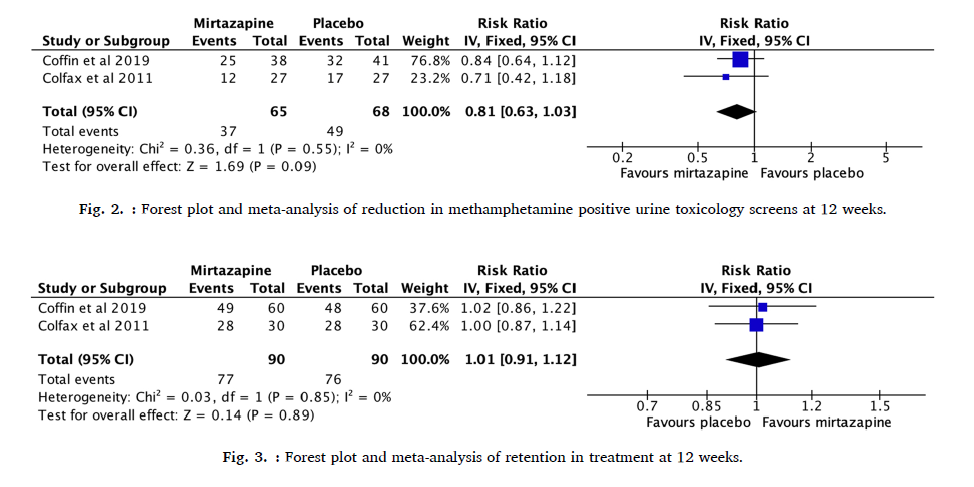 Mirtazapine Placebo Risk Ratio Risk Ratio
Study or Subgroup Events Total Events Total Weight IV, Fixed, 95% CI IV, Fixed, 95% CI
Coffin et al 2019 25 38 32 41 76.8% 0.84 [0.64, 1.12]
Colfax et al 2011 12 27 17 27 23.2% 0.71 [0.42, 1.18]
Total (95% CI) 65 68 100.0% 0.81 [0.63, 1.03]
Total events 37 49
Heterogeneity: Chi² = 0.36, df = 1 (P = 0.55); I² = 0%
Test for overall effect: Z = 1.69 (P = 0.09)
0.2 0.5 1 2 5
Favours mirtazapine Favours placebo
Fig. 2. : Forest plot and meta-analysis of reduction in methamphetamine positive urine toxicology screens at 12 weeks.
Mirtazapine Placebo Risk Ratio Risk Ratio
Study or Subgroup Events Total Events Total Weight IV, Fixed, 95% CI IV, Fixed, 95% CI
Coffin et al 2019 49 60 48 60 37.6% 1.02 [0.86, 1.22]
Colfax et al 2011 28 30 28 30 62.4% 1.00 [0.87, 1.14]
Total (95% CI) 90 90 100.0% 1.01 [0.91, 1.12]
Total events 77 76
Heterogeneity: Chi² = 0.03, df = 1 (P = 0.85); I² = 0%
Test for overall effect: Z = 0.14 (P = 0.89)
0.7 0.85 1 1.2 1.5
Favours placebo Favours mirtazapine
Fig. 3. : Forest plot and meta-analysis of retention in treatment at 12 weeks.